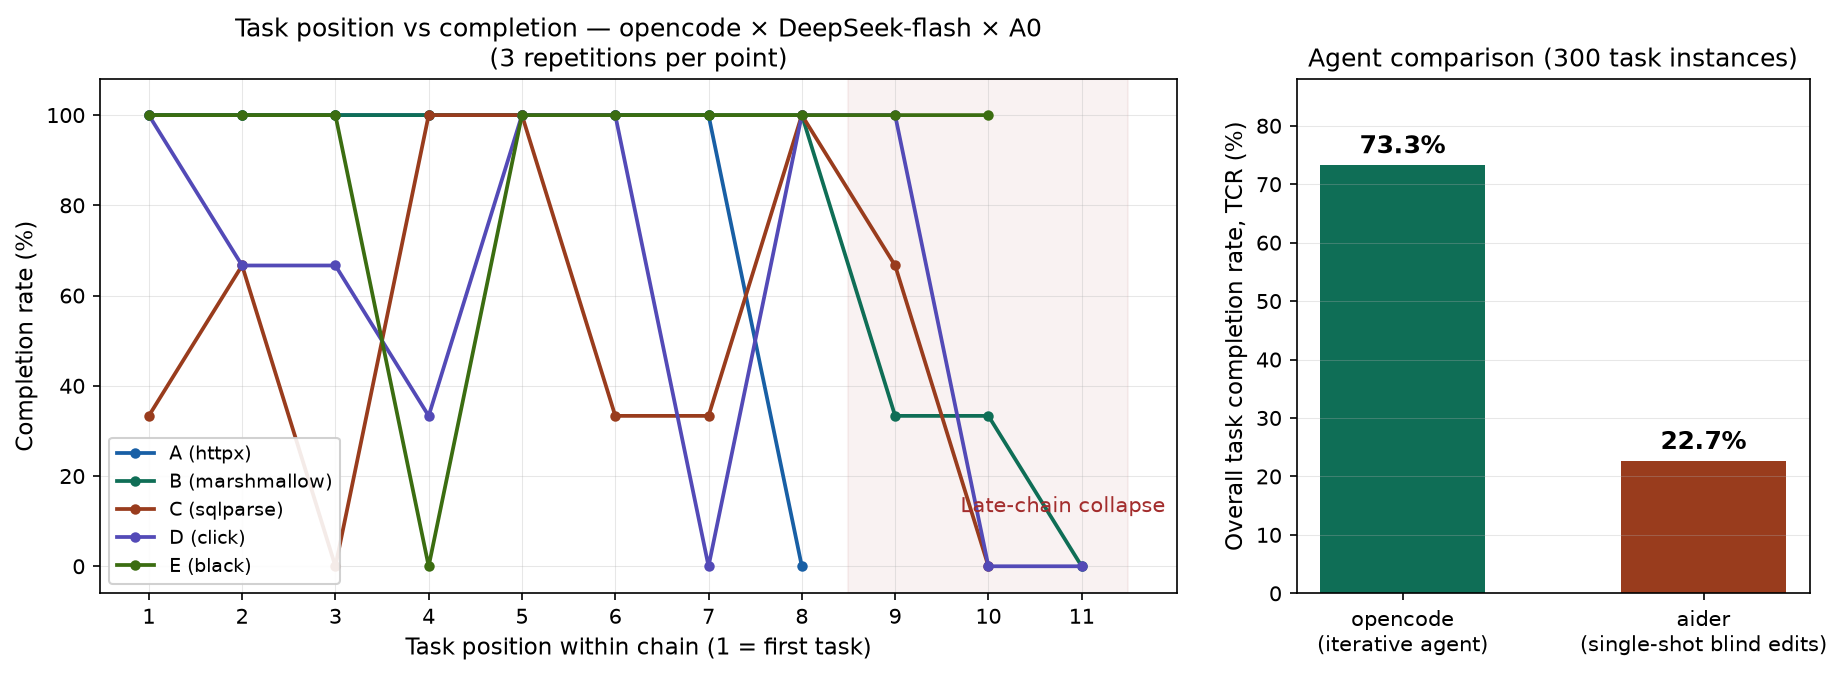 Task position vs completion — opencode × DeepSeek-flash × A0
(3 repetitions per point)
Completion rate (%)
100
80
60
40
20
0
A (httpx)
B (marshmallow)
C (sqlparse)
D (click)
E (black)
Late-chain collapse
1 2 3 4 5 6 7 8 9 10 11
Task position within chain (1 = first task)
Agent comparison (300 task instances)
Overall task completion rate, TCR (%)
80
70
60
50
40
30
20
10
0
73.3%
22.7%
opencode
(iterative agent)
aider
(single-shot blind edits)